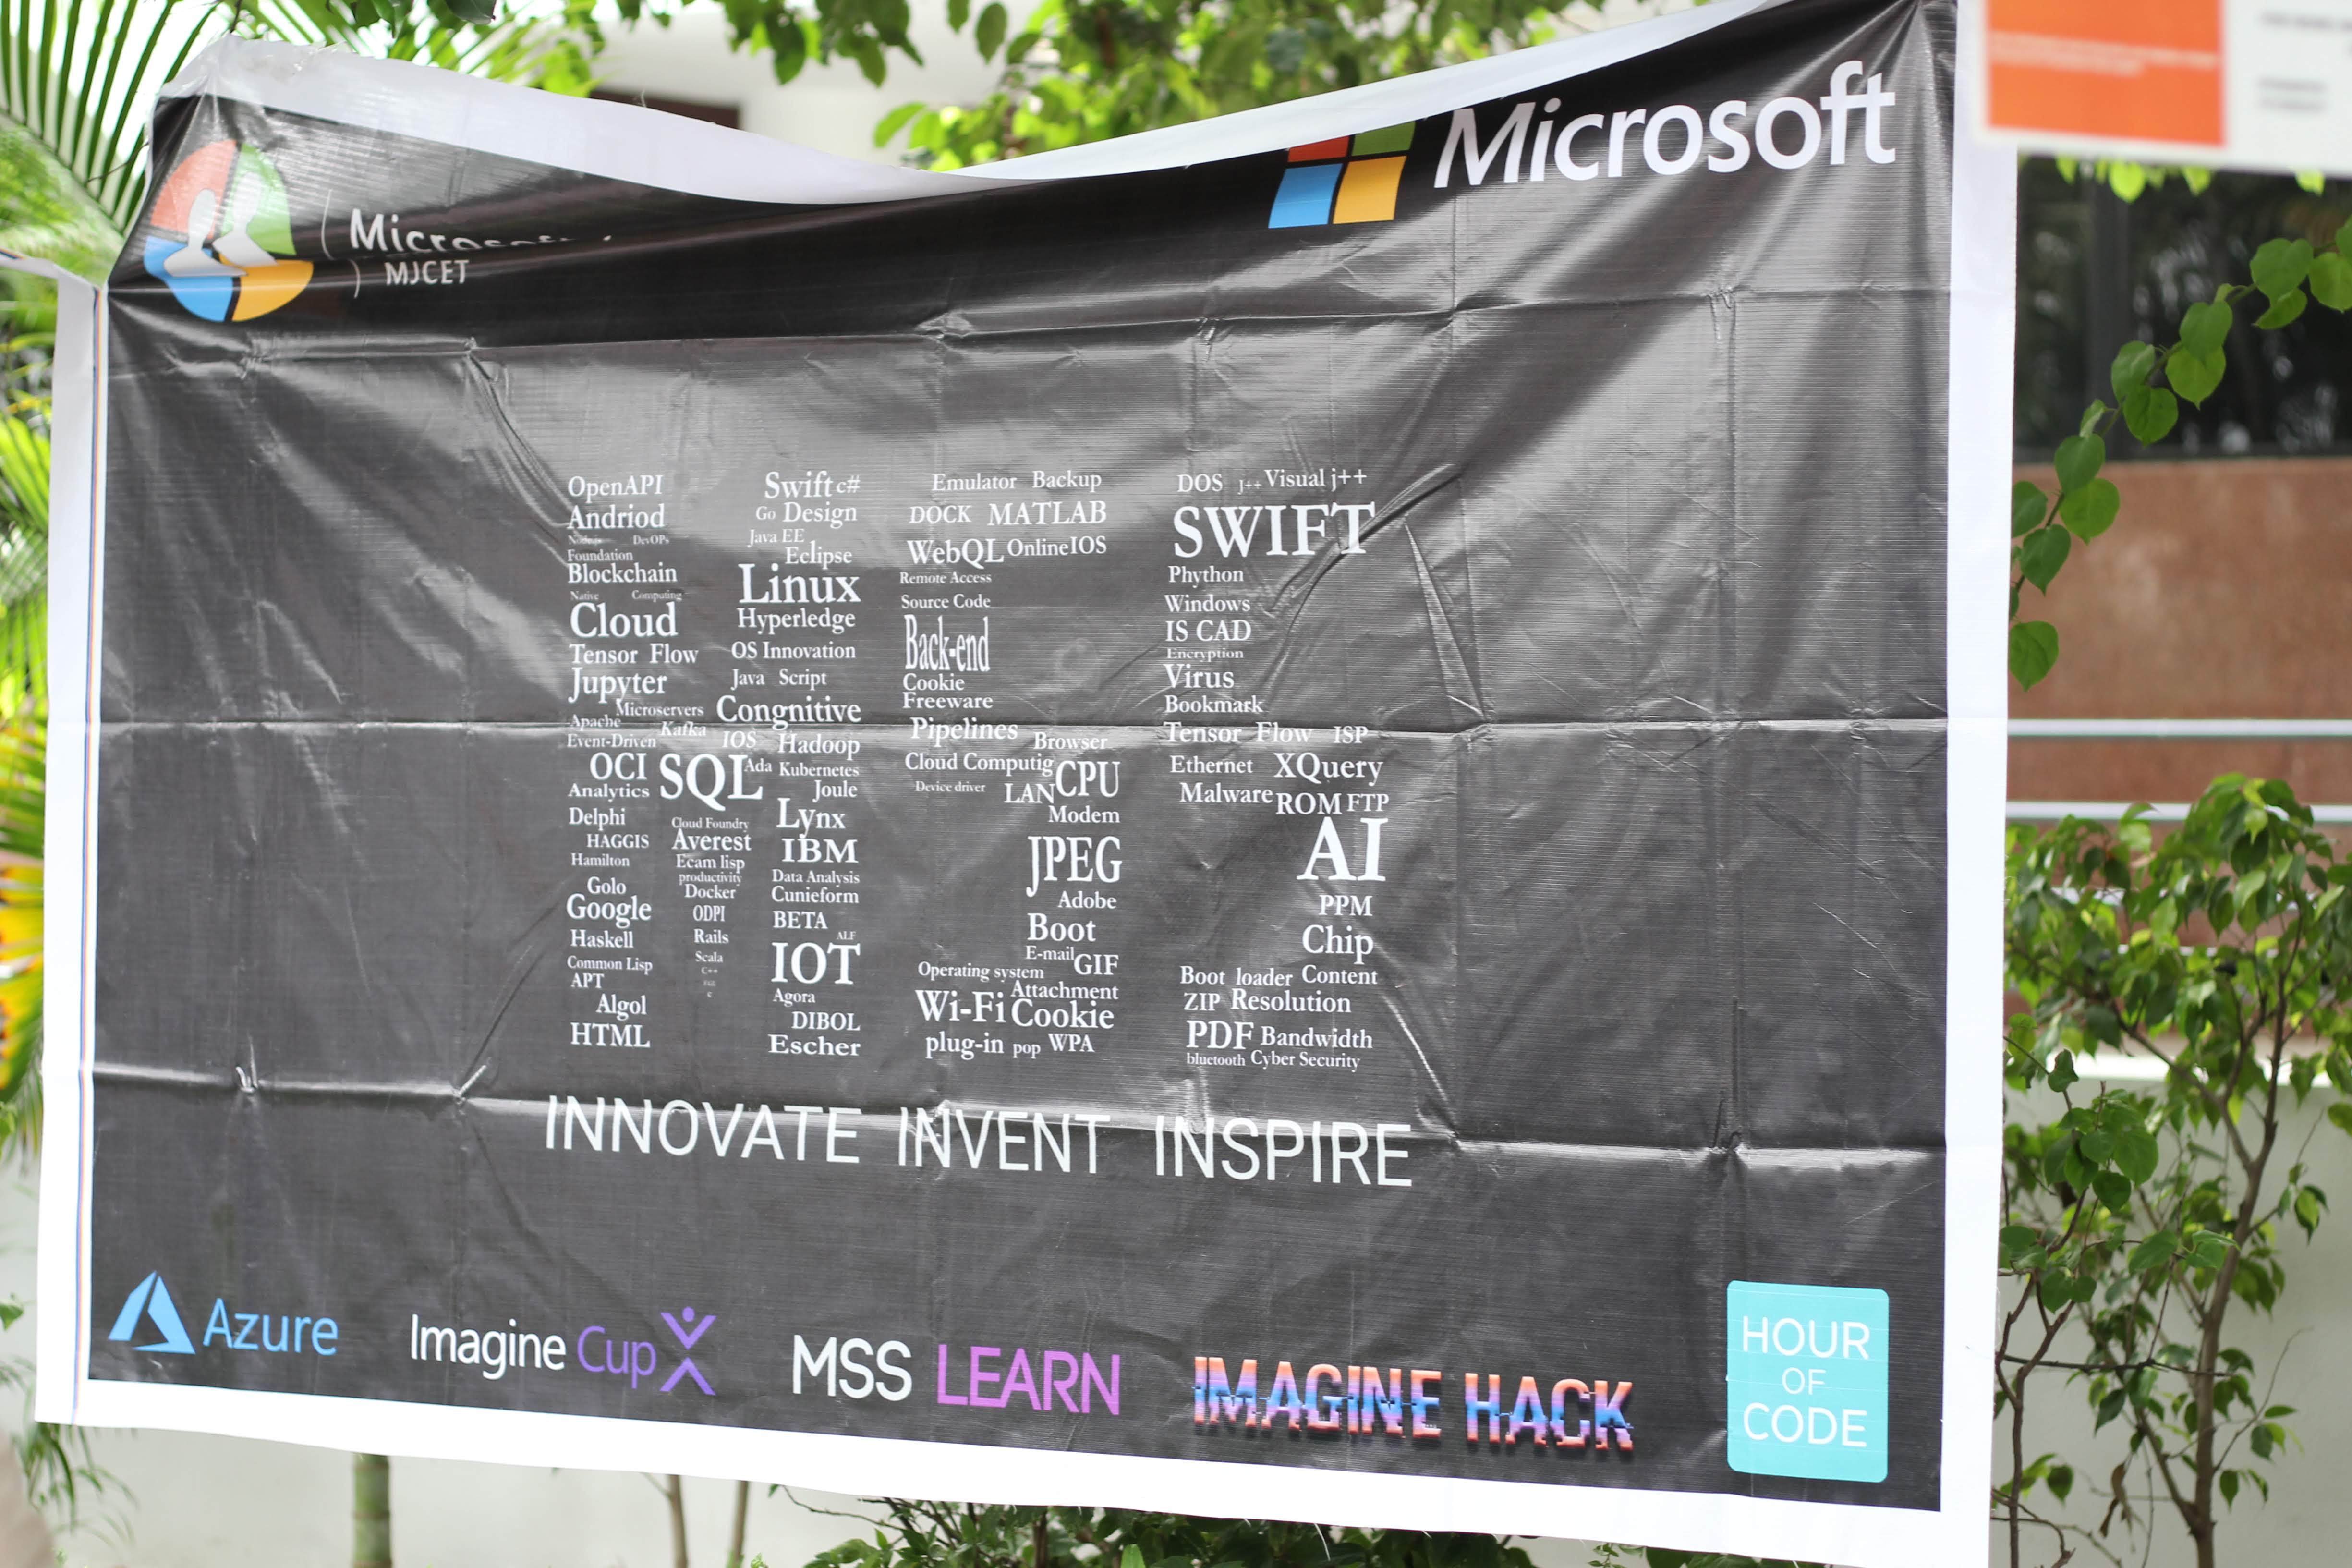 Microsoft
MJCET
Microsoft
OpenAPI
Andriod
DevOPs
Foundation
Blockchain
Native Computing
Cloud
Tensor Flow
Jupyter
Microservers
Apache Kafka
Event-Driven
OCI SQL
Analytics
Delphi
HAGGIS
Hamilton
Golo
Google
Haskell
Common Lisp
APT
Algol
HTML
Cloud Foundry
Averest
Ecam lisp
productivity
Docker
ODPI
Rails
Scala
C++
Swift c#
Go Design
Java EE
Eclipse
Linux
Hyperledge
OS Innovation
Java Script
Congnitive
IOS Hadoop
Ada Kubernetes
Joule
Lynx
IBM
Data Analysis
Cunieform
BETA
ALF
IOT
Agora
DIBOL
Escher
Emulator Backup
DOCK MATLAB
WebQL Online IOS
Remote Access
Source Code
Back-end
Cookie
Freeware
Pipelines Browser
Cloud Computig CPU
Device driver LAN
Modem
JPEG
Adobe
Boot
E-mail GIF
Operating system
Attachment
Wi-Fi Cookie
plug-in pop WPA
DOS j++ Visual j++
SWIFT
Phython
Windows
IS CAD
Encryption
Virus
Bookmark
Tensor Flow ISP
Ethernet XQuery
Malware ROM FTP
AI
PPM
Chip
Boot loader Content
ZIP Resolution
PDF Bandwidth
bluetooth Cyber Security
INNOVATE INVENT INSPIRE
Azure
Imagine Cup
MSS LEARN
IMAGINE HACK
HOUR
OF
CODE